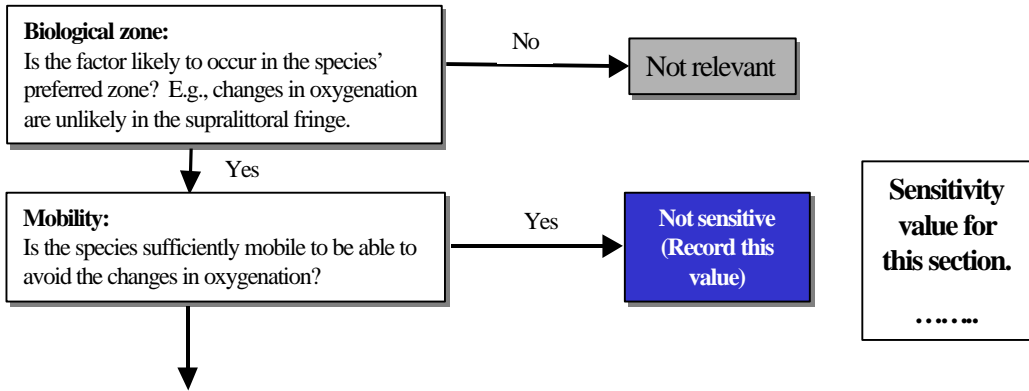 Biological zone:
Is the factor likely to occur in the species’
preferred zone? E.g., changes in oxygenation
are unlikely in the supralittoral fringe.
No
Not relevant
Yes
Mobility:
Is the species sufficiently mobile to be able to
avoid the changes in oxygenation?
Yes
Not sensitive
(Record this
value)
Sensitivity
value for
this section.
……..